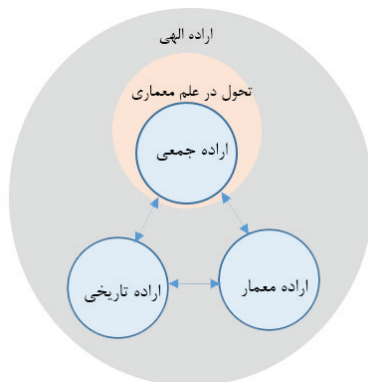 اراده الهی
تحول در علم معماری
اراده جمعی
اراده معمار
اراده تاریخی